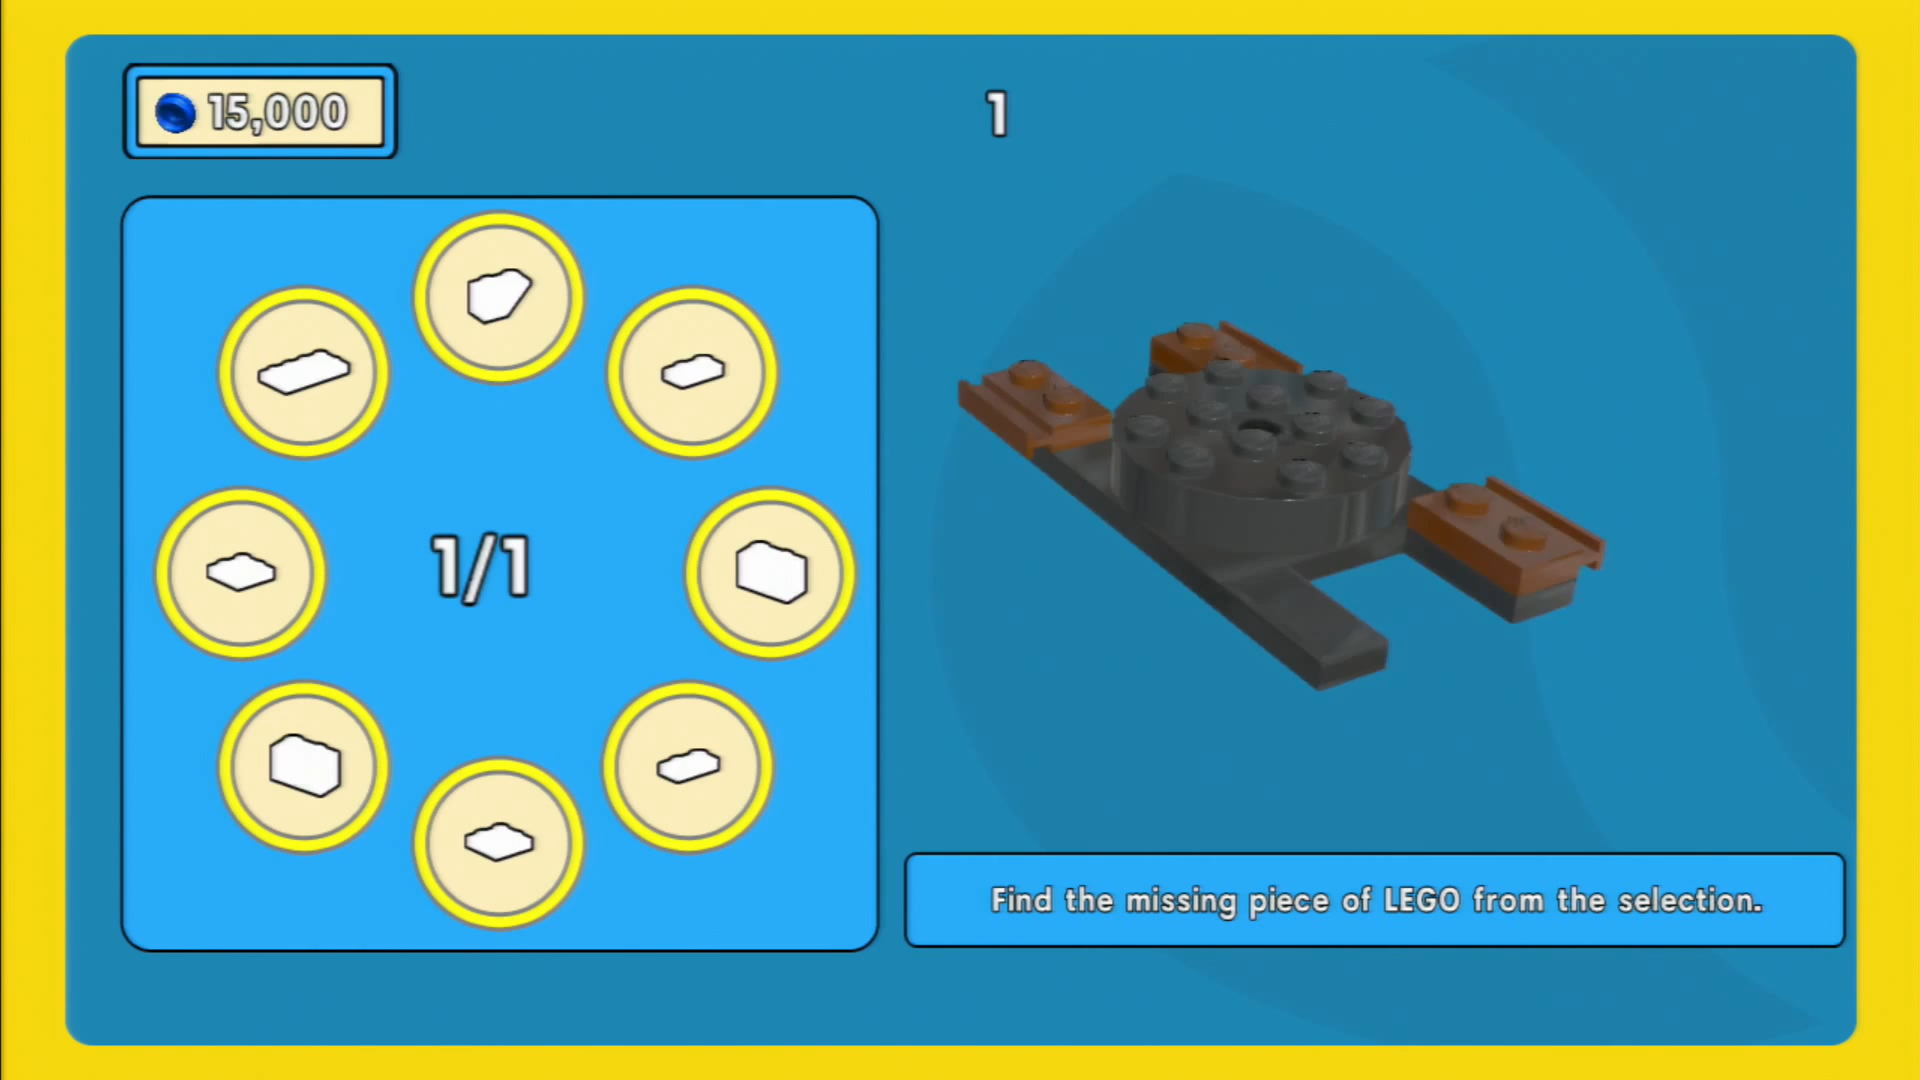 15,000
1
1/1
Find the missing piece of LEGO from the selection.